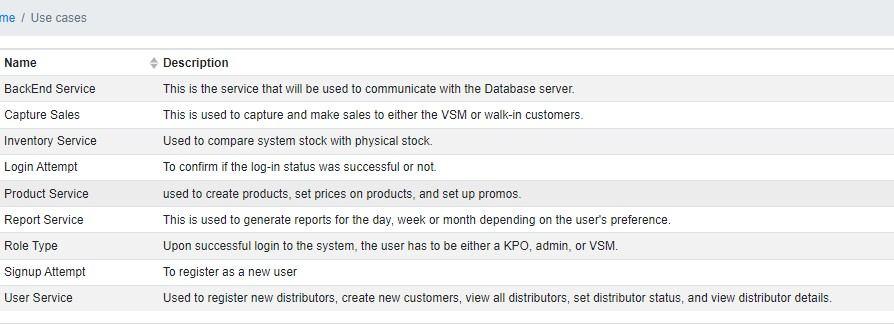 me / Use cases
Name Description
BackEnd Service This is the service that will be used to communicate with the Database server.
Capture Sales This is used to capture and make sales to either the VSM or walk-in customers.
Inventory Service Used to compare system stock with physical stock.
Login Attempt To confirm if the log-in status was successful or not.
Product Service used to create products, set prices on products, and set up promos.
Report Service This is used to generate reports for the day, week or month depending on the user's preference.
Role Type Upon successful login to the system, the user has to be either a KPO, admin, or VSM.
Signup Attempt To register as a new user
User Service Used to register new distributors, create new customers, view all distributors, set distributor status, and view distributor details.